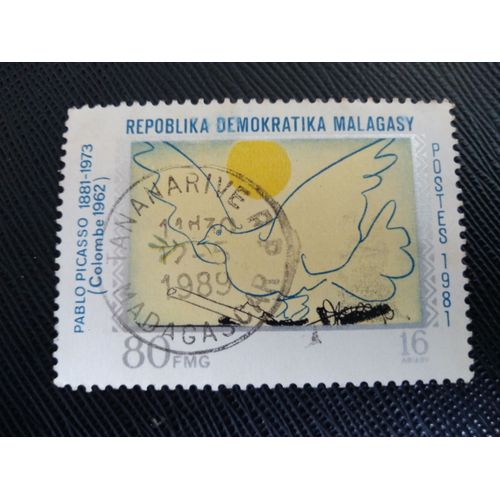 REPOBLIKA DEMOKRATIKA MALAGASY
PABLO PICASSO 1881-1973
(Colombe 1962)
POSTES 1981
TANANARIVE R.P
1989
MADAGASCAR
80 FMG
16
ARIARY